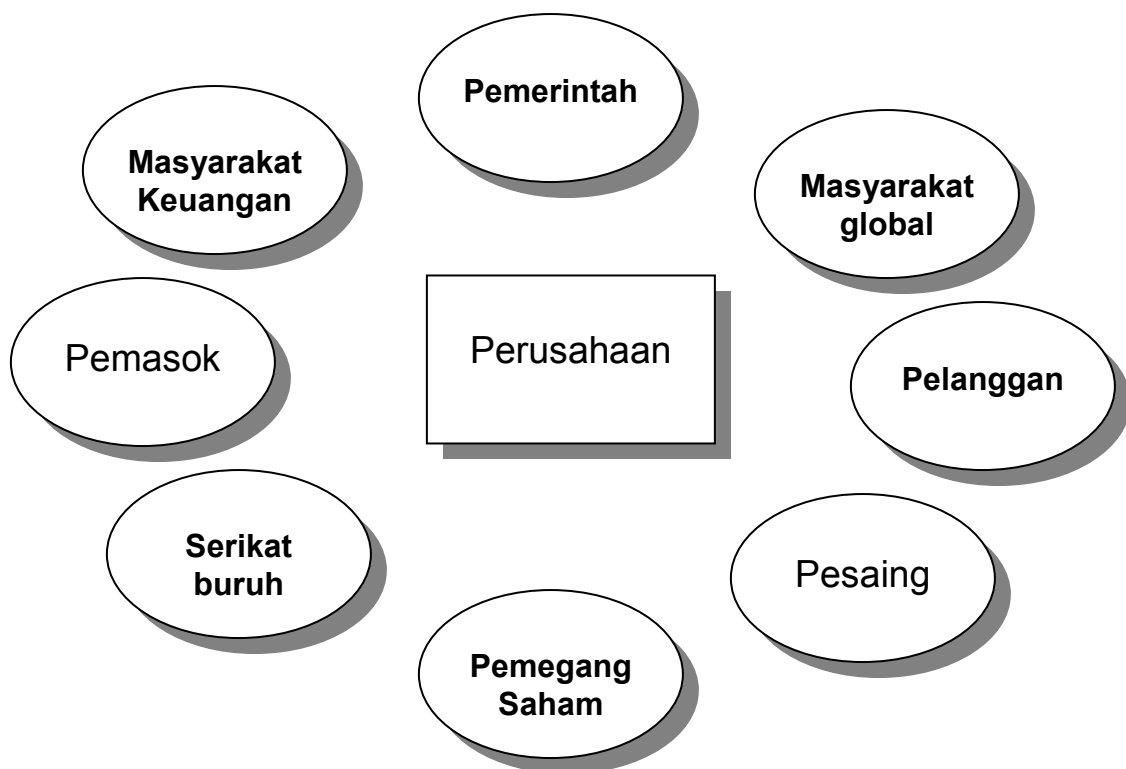 Pemerintah
Masyarakat
Keuangan
Masyarakat
global
Pemasok
Perusahaan
Pelanggan
Serikat
buruh
Pesaing
Pemegang
Saham